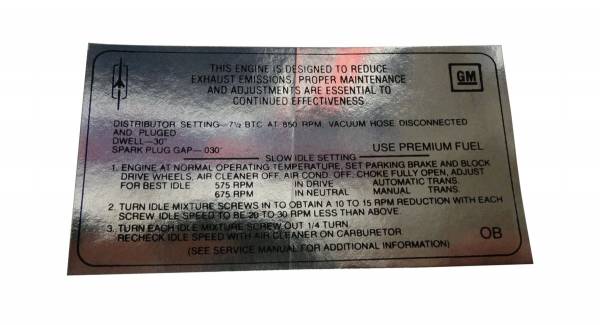 THIS ENGINE IS DESIGNED TO REDUCE
EXHAUST EMISSIONS, PROPER MAINTENANCE
AND ADJUSTMENTS ARE ESSENTIAL TO
CONTINUED EFFECTIVENESS.
GM
DISTRIBUTOR SETTING—7½ BTC AT 850 RPM, VACUUM HOSE DISCONNECTED
AND PLUGED
DWELL—30°
SPARK PLUG GAP—.030" USE PREMIUM FUEL
SLOW IDLE SETTING
1. ENGINE AT NORMAL OPERATING TEMPERATURE, SET PARKING BRAKE AND BLOCK
DRIVE WHEELS, AIR CLEANER OFF, AIR COND. OFF, CHOKE FULLY OPEN, ADJUST
FOR BEST IDLE 575 RPM IN DRIVE AUTOMATIC TRANS.
675 RPM IN NEUTRAL MANUAL TRANS.
2. TURN IDLE MIXTURE SCREWS IN TO OBTAIN A 10 TO 15 RPM REDUCTION WITH EACH
SCREW IDLE SPEED TO BE 20 TO 30 RPM LESS THAN ABOVE.
3. TURN EACH IDLE MIXTURE SCREW OUT 1/4 TURN.
RECHECK IDLE SPEED WITH AIR CLEANER ON CARBURETOR OB
(SEE SERVICE MANUAL FOR ADDITIONAL INFORMATION)